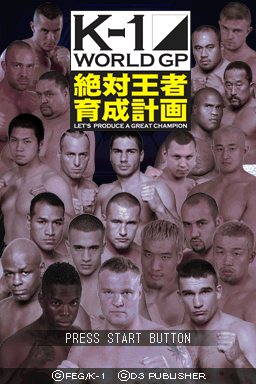 K-1
WORLD GP
絶対王者
育成計画
LET'S PRODUCE A GREAT CHAMPION
PRESS START BUTTON
©FEG/K-1 ©D3 PUBLISHER